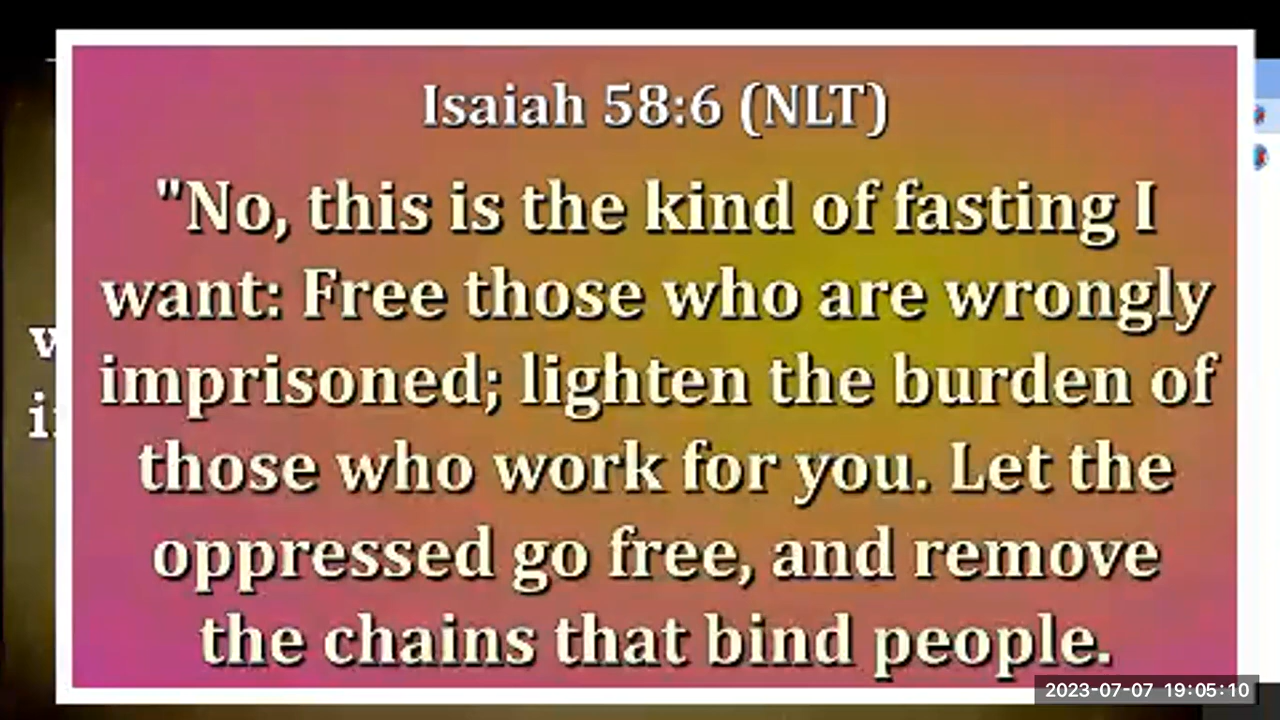 Isaiah 58:6 (NLT)
"No, this is the kind of fasting I
want: Free those who are wrongly
imprisoned; lighten the burden of
those who work for you. Let the
oppressed go free, and remove
the chains that bind people.
2023-07-07 19:05:10